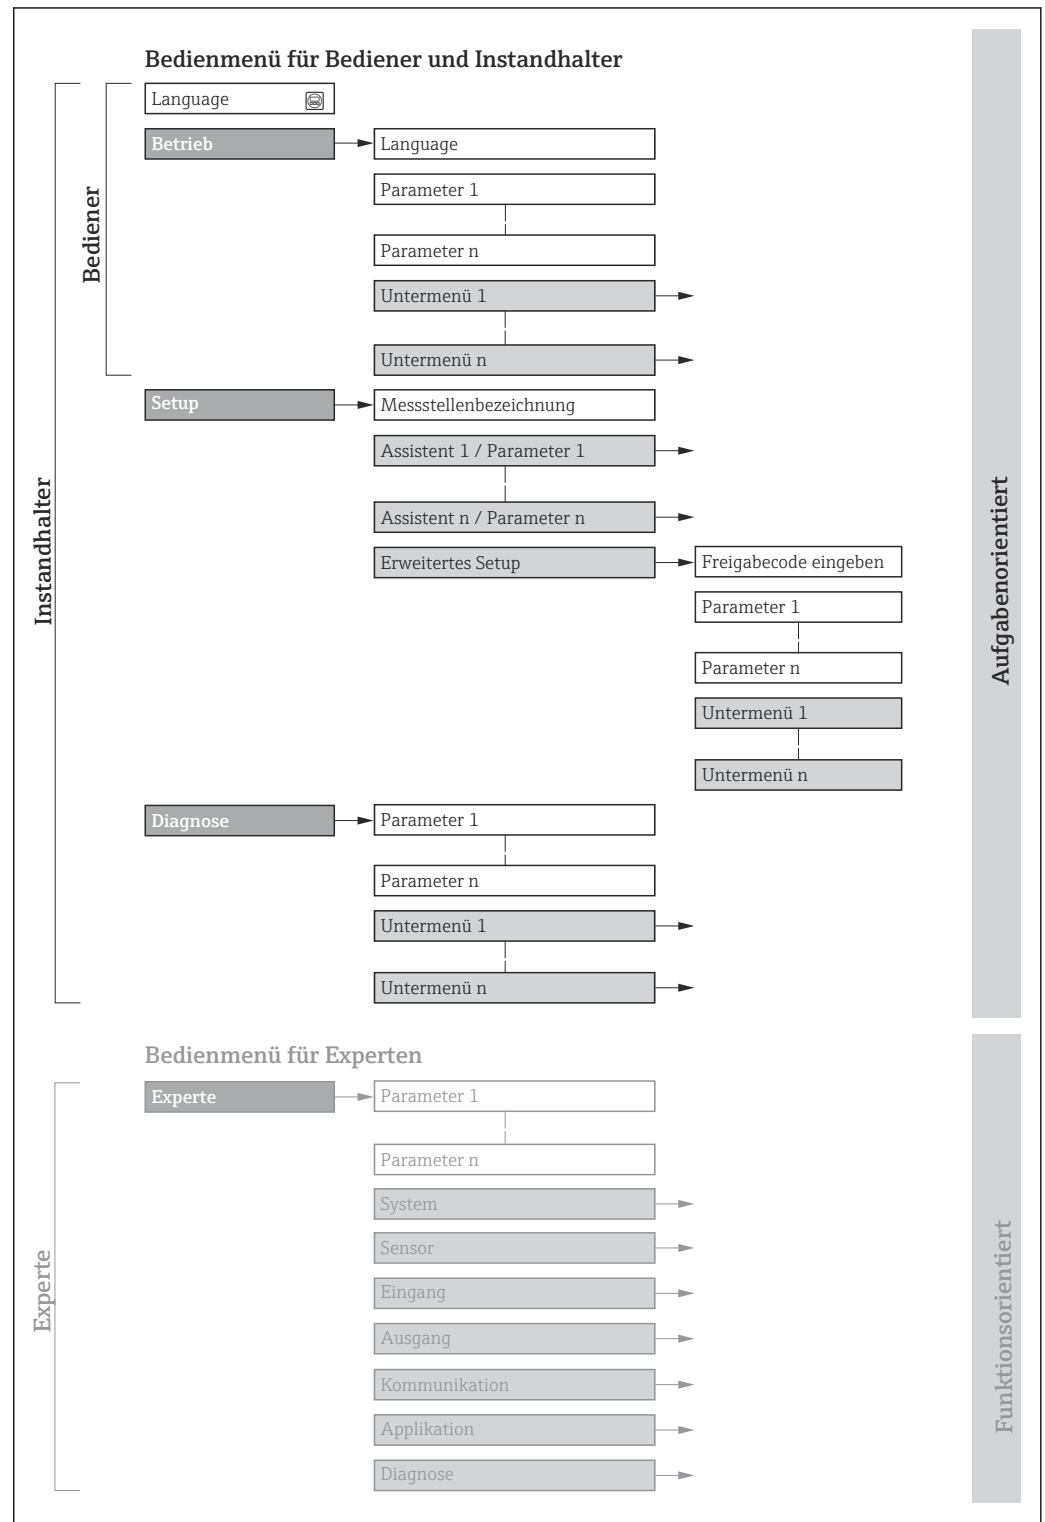 Bedienmenü für Bediener und Instandhalter
Language
Betrieb
Language
Parameter 1
Parameter n
Untermenü 1
Untermenü n
Bediener
Setup
Messstellenbezeichnung
Assistent 1 / Parameter 1
Assistent n / Parameter n
Erweitertes Setup
Freigabecode eingeben
Parameter 1
Parameter n
Untermenü 1
Untermenü n
Instandhalter
Aufgabenorientiert
Diagnose
Parameter 1
Parameter n
Untermenü 1
Untermenü n
Bedienmenü für Experten
Experte
Parameter 1
Parameter n
System
Sensor
Eingang
Ausgang
Kommunikation
Applikation
Diagnose
Experte
Funktionsorientiert